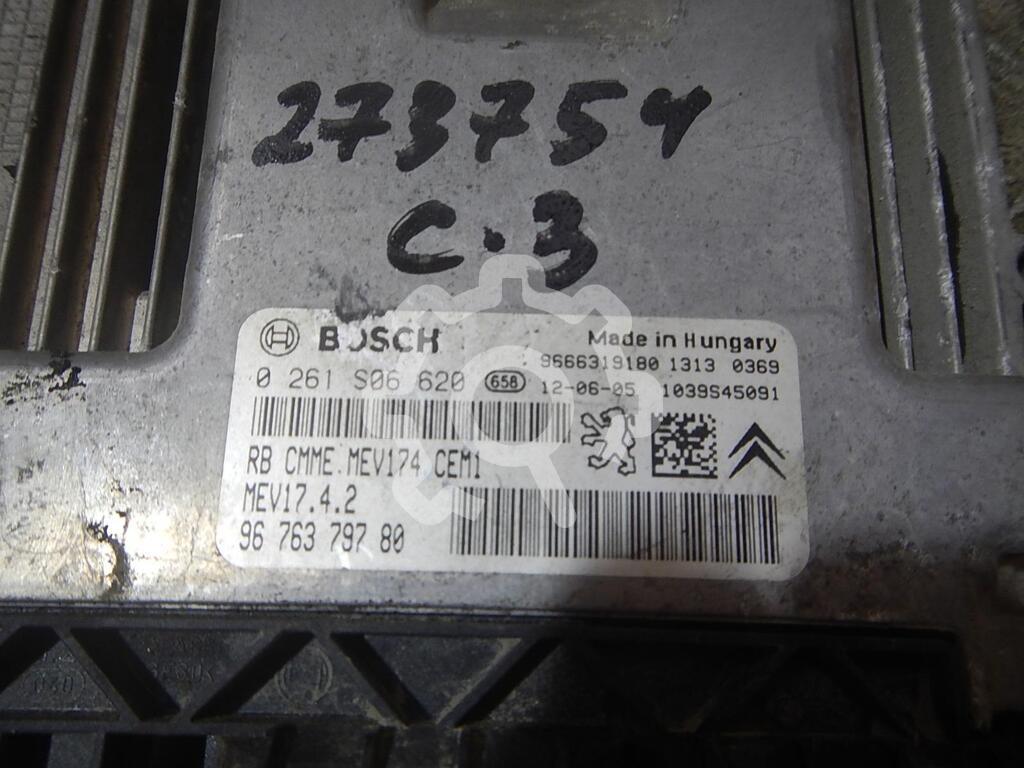 273754
C.3
BOSCH
Made in Hungary
9666319180 1313 0369
0 261 S06 620 658 12-06-05 1039S45091
RB CMME.MEV174 CEM1
MEV17.4.2
96 763 797 80